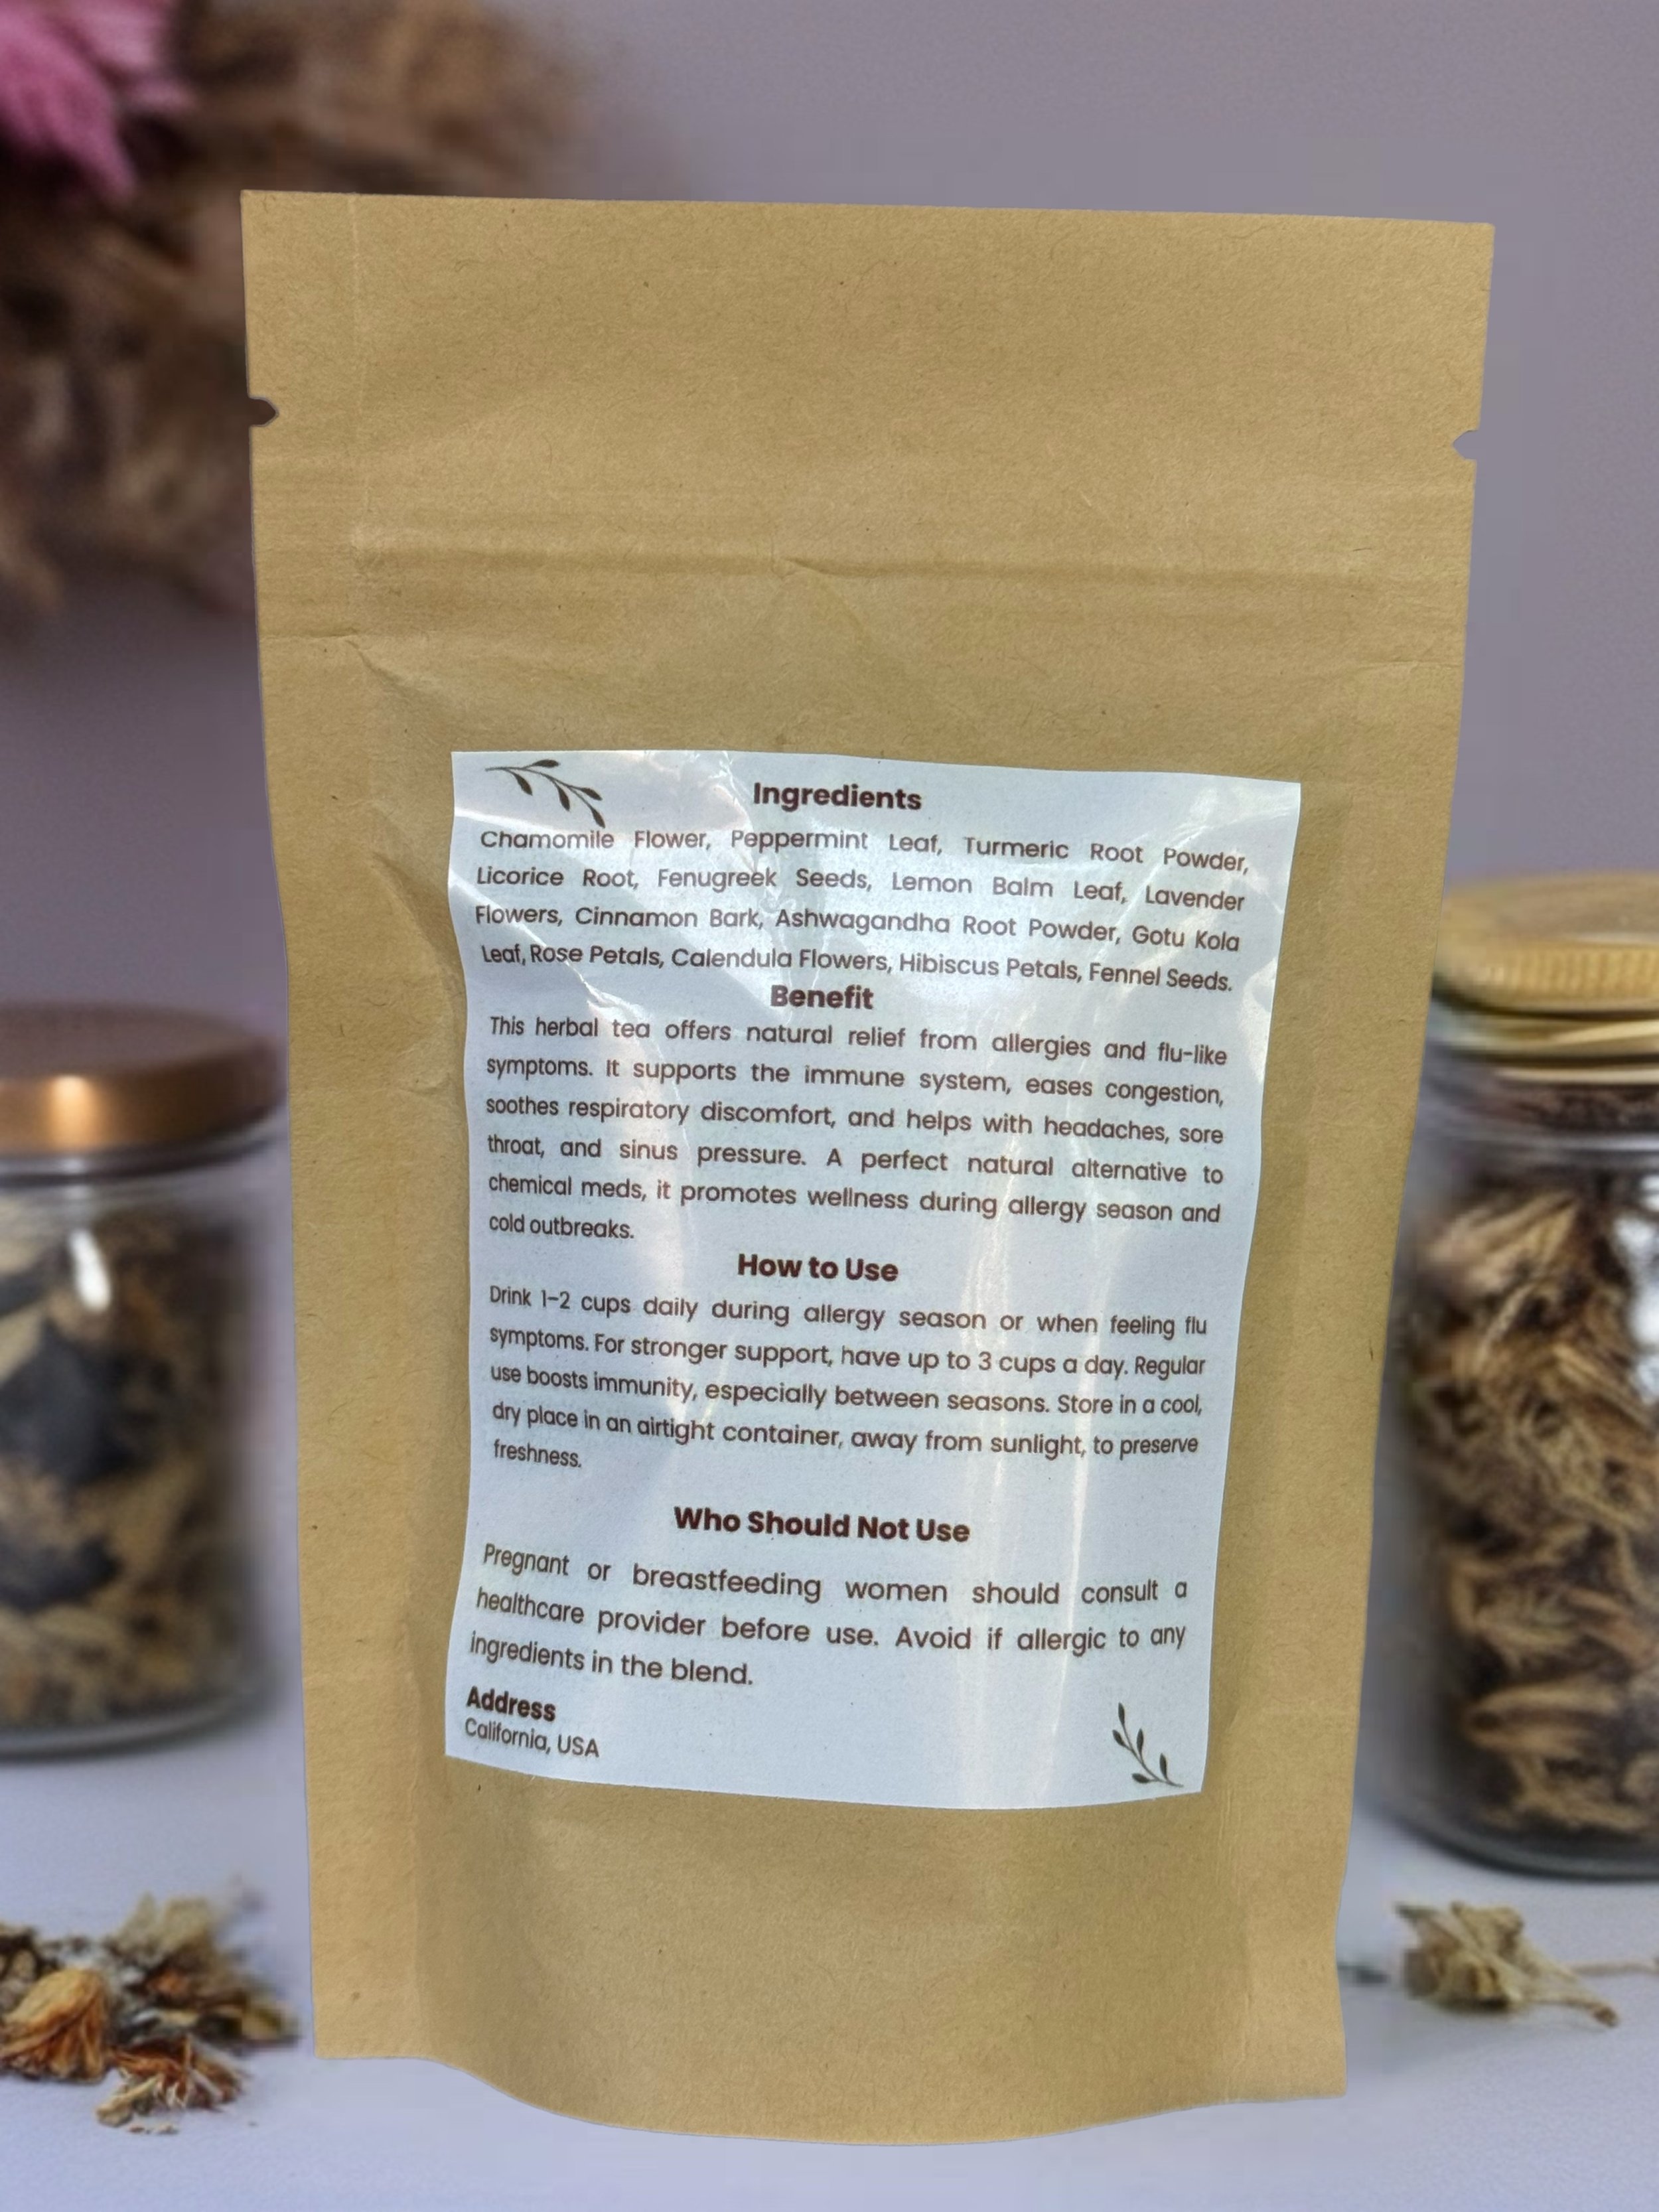 Ingredients
Chamomile Flower, Peppermint Leaf, Turmeric Root Powder,
Licorice Root, Fenugreek Seeds, Lemon Balm Leaf, Lavender
Flowers, Cinnamon Bark, Ashwagandha Root Powder, Gotu Kola
Leaf, Rose Petals, Calendula Flowers, Hibiscus Petals, Fennel Seeds.
Benefit
This herbal tea offers natural relief from allergies and flu-like
symptoms. It supports the immune system, eases congestion,
soothes respiratory discomfort, and helps with headaches, sore
throat, and sinus pressure. A perfect natural alternative to
chemical meds, it promotes wellness during allergy season and
cold outbreaks.
How to Use
Drink 1-2 cups daily during allergy season or when feeling flu
symptoms. For stronger support, have up to 3 cups a day. Regular
use boosts immunity, especially between seasons. Store in a cool,
dry place in an airtight container, away from sunlight, to preserve
freshness.
Who Should Not Use
Pregnant or breastfeeding women should consult a
healthcare provider before use. Avoid if allergic to any
ingredients in the blend.
Address
California, USA